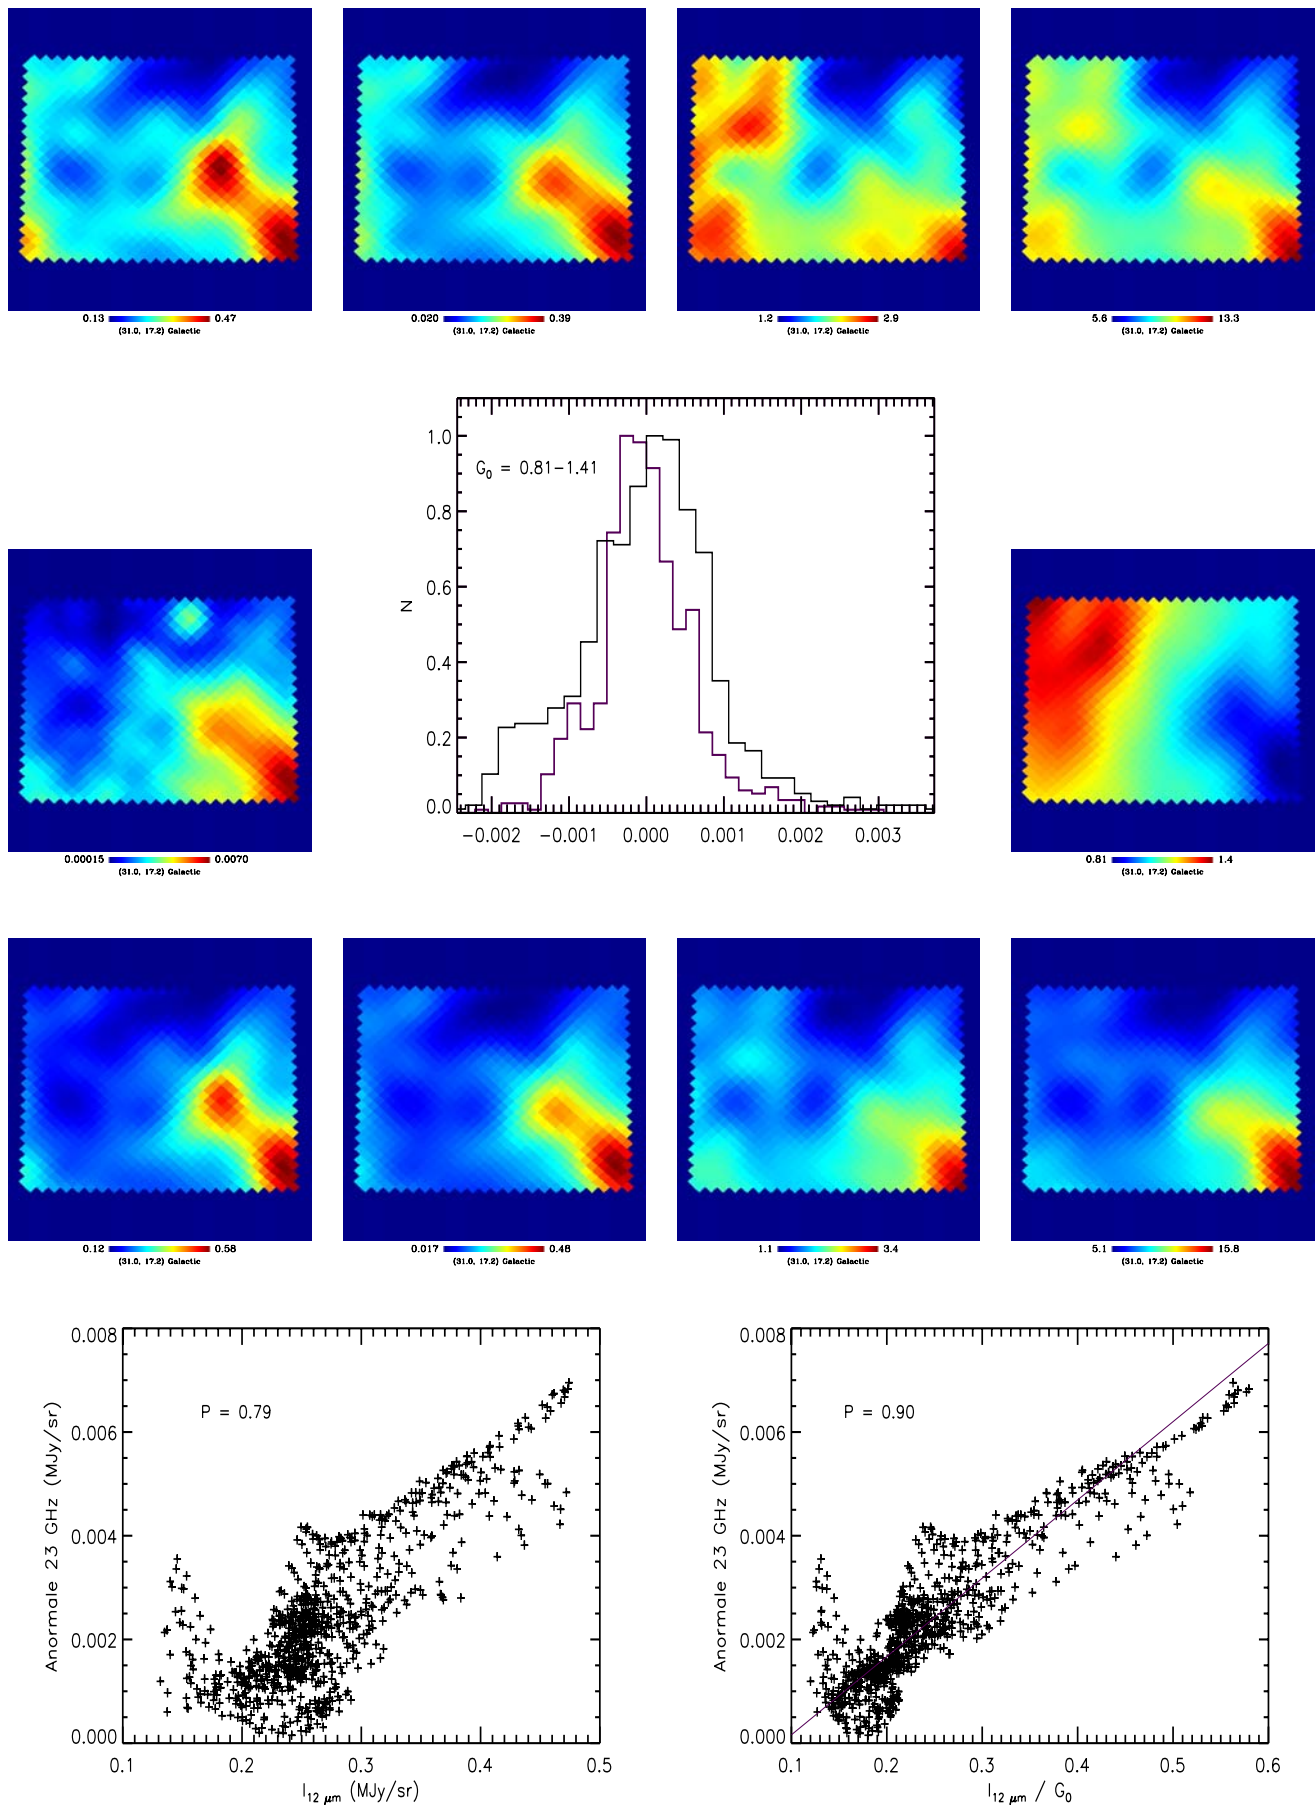 0.13 0.47
(31.0, 17.2) Galactic
0.020 0.39
(31.0, 17.2) Galactic
1.2 2.9
(31.0, 17.2) Galactic
5.6 13.3
(31.0, 17.2) Galactic
1.0
0.8
0.6
0.4
0.2
0.0
N
G₀ = 0.81−1.41
−0.002 −0.001 0.000 0.001 0.002 0.003
0.00015 0.0070
(31.0, 17.2) Galactic
0.81 1.4
(31.0, 17.2) Galactic
0.12 0.58
(31.0, 17.2) Galactic
0.017 0.48
(31.0, 17.2) Galactic
1.1 3.4
(31.0, 17.2) Galactic
5.1 15.8
(31.0, 17.2) Galactic
0.008
0.006
0.004
0.002
0.000
Anormale 23 GHz (MJy/sr)
P = 0.79
0.1 0.2 0.3 0.4 0.5
I₁₂ μm (MJy/sr)
0.008
0.006
0.004
0.002
0.000
Anormale 23 GHz (MJy/sr)
P = 0.90
0.1 0.2 0.3 0.4 0.5 0.6
I₁₂ μm / G₀